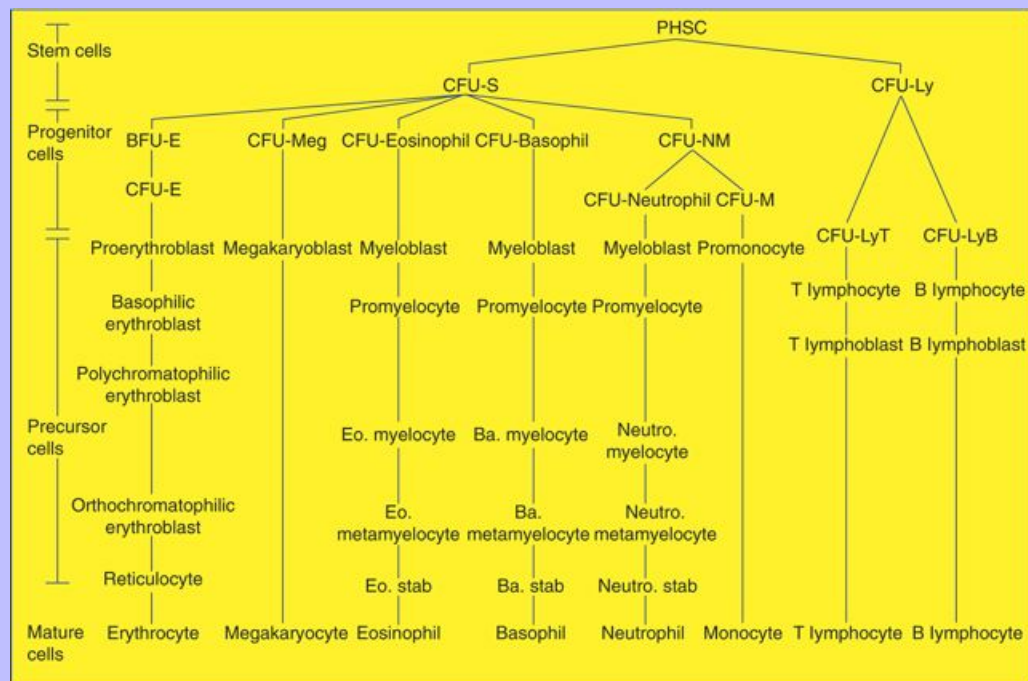 PHSC
Stem cells
CFU-S CFU-Ly
Progenitor
cells
BFU-E CFU-Meg CFU-Eosinophil CFU-Basophil CFU-NM
CFU-E
CFU-Neutrophil CFU-M
Proerythroblast Megakaryoblast Myeloblast Myeloblast Myeloblast Promonocyte
CFU-LyT CFU-LyB
Basophilic
erythroblast
Promyelocyte Promyelocyte Promyelocyte
T lymphocyte B lymphocyte
T lymphoblast B lymphoblast
Polychromatophilic
erythroblast
Precursor
cells
Eo. myelocyte Ba. myelocyte
Neutro.
myelocyte
Orthochromatophilic
erythroblast
Eo.
metamyelocyte
Ba.
metamyelocyte
Neutro.
metamyelocyte
Reticulocyte
Eo. stab Ba. stab Neutro. stab
Mature
cells
Erythrocyte Megakaryocyte Eosinophil Basophil Neutrophil Monocyte T lymphocyte B lymphocyte